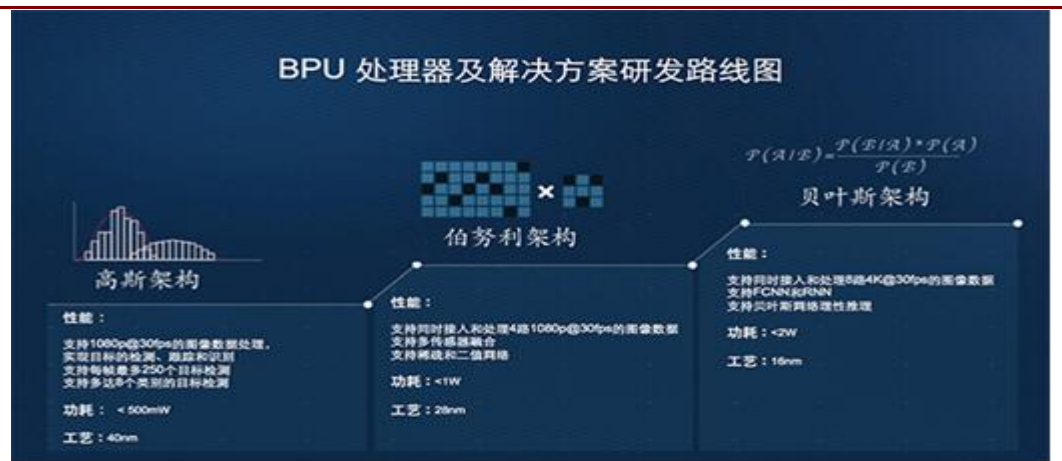 BPU 处理器及解决方案研发路线图
P(A/B)=P(B/A)*P(A)
P(B)
高斯架构
性能：
支持1080p@30fps的图像数据处理，
实现目标的检测、跟踪和识别
支持每帧最多250个目标检测
支持多达8个类别的目标检测
功耗： < 500mW
工艺：40nm
×
伯努利架构
性能：
支持同时接入和处理4路1080p@30fps的图像数据
支持多传感器融合
支持稀疏和二值网络
功耗：<1W
工艺：28nm
贝叶斯架构
性能：
支持同时接入和处理8路4K@30fps的图像数据
支持FCNN和RNN
支持贝叶斯网络理性推理
功耗：<2W
工艺：16nm